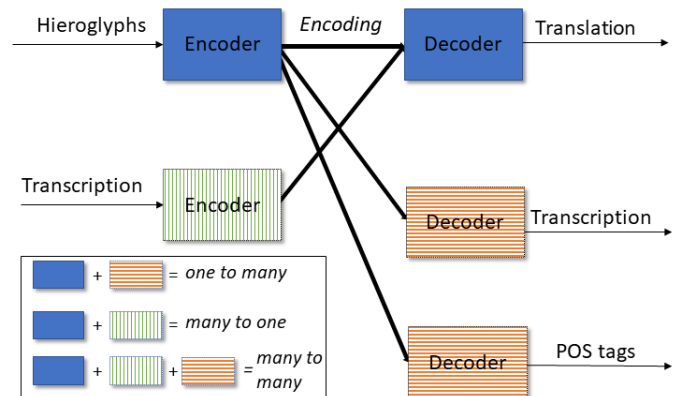 Hieroglyphs
Encoder
Encoding
Decoder
Translation
Transcription
Encoder
Decoder
Transcription
+ = one to many
+ = many to one
+ + = many to
many
Decoder
POS tags